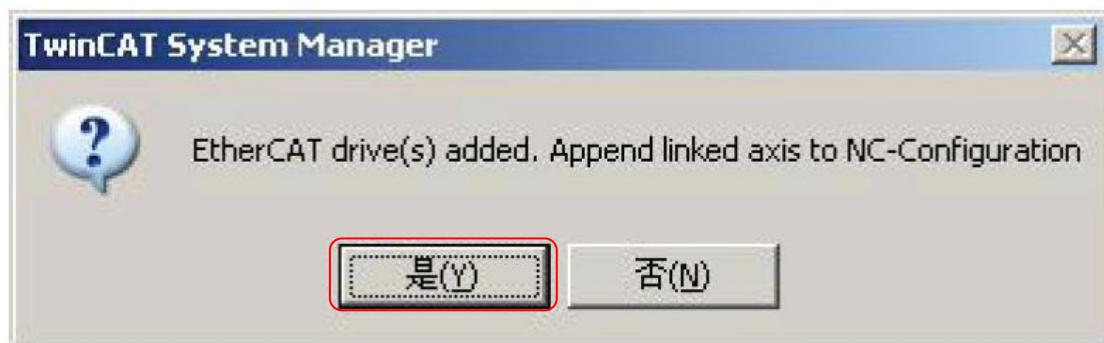 TwinCAT System Manager
EtherCAT drive(s) added. Append linked axis to NC-Configuration
是(Y) 否(N)